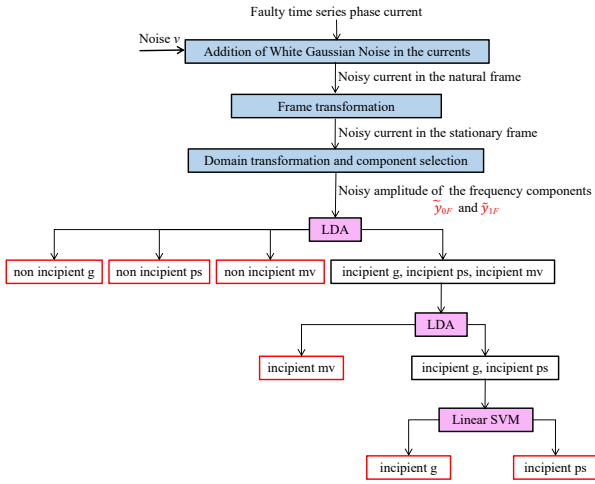 Faulty time series phase current
Noise v
Addition of White Gaussian Noise in the currents
Noisy current in the natural frame
Frame transformation
Noisy current in the stationary frame
Domain transformation and component selection
Noisy amplitude of the frequency components
ỹ0F and ỹ1F
LDA
non incipient g
non incipient ps
non incipient mv
incipient g, incipient ps, incipient mv
LDA
incipient mv
incipient g, incipient ps
Linear SVM
incipient g
incipient ps